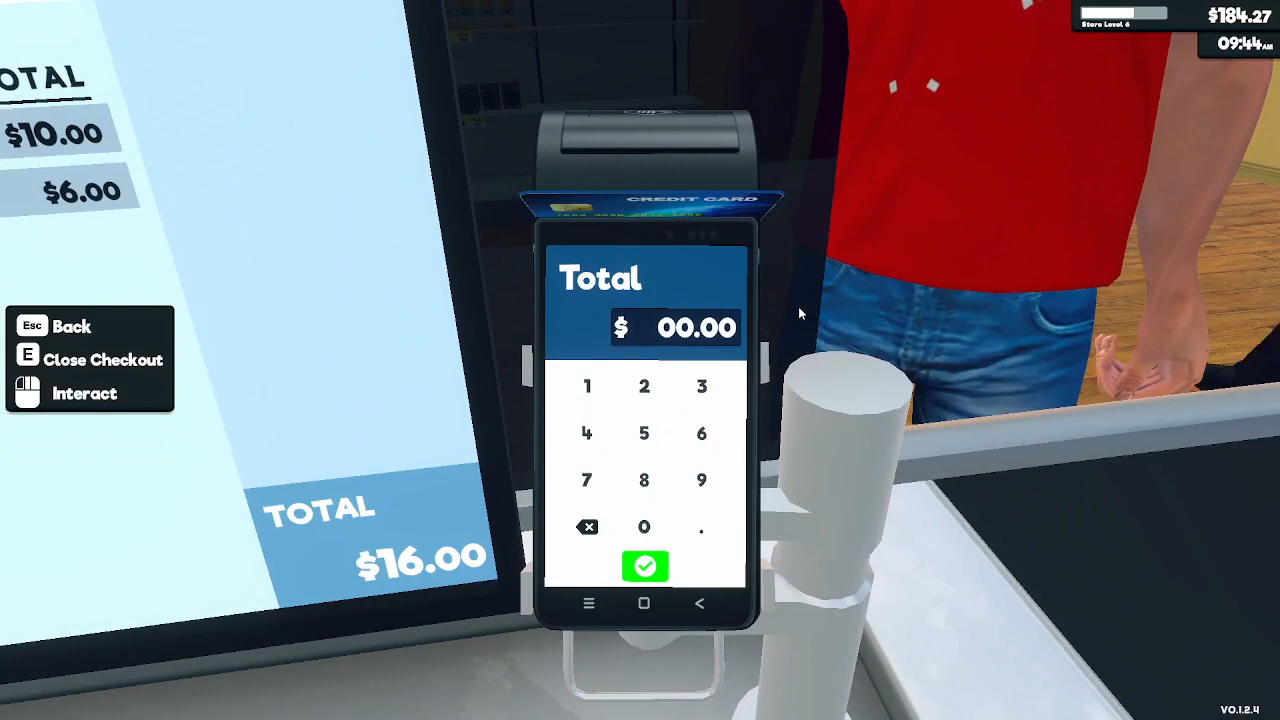 OTAL
$10.00
$6.00
Esc Back
E Close Checkout
Interact
TOTAL
$16.00
CREDIT CARD
Total
$ 00.00
1 2 3
4 5 6
7 8 9
0 .
$184.27
Store Level 6
09:44AM
V0.1.2.4